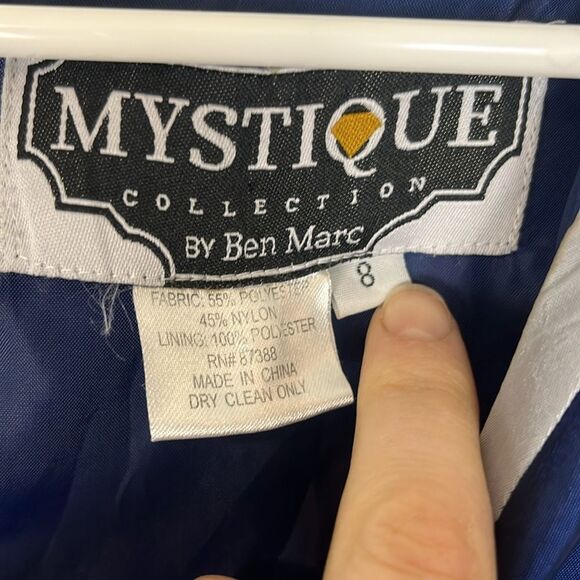 MYSTIQUE
COLLECTION
BY Ben Marc
8
FABRIC: 55% POLYESTER
45% NYLON
LINING: 100% POLYESTER
RN# 87388
MADE IN CHINA
DRY CLEAN ONLY